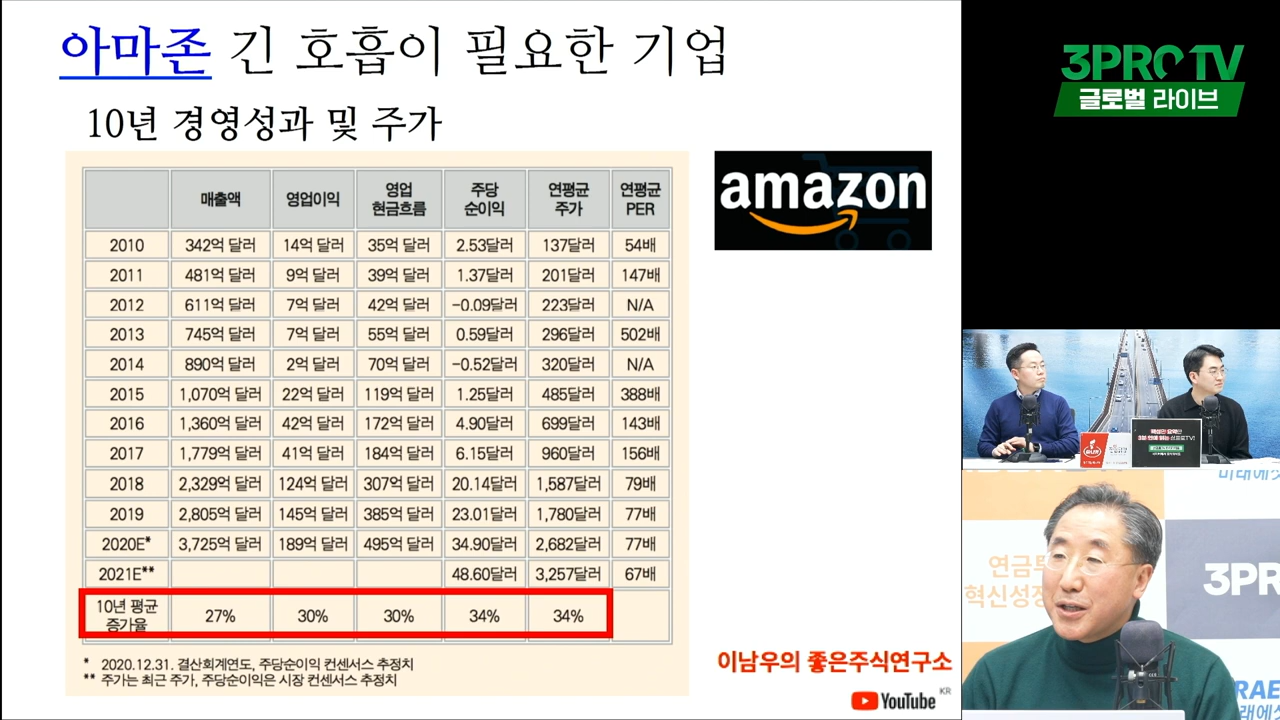 아마존 긴 호흡이 필요한 기업
10년 경영성과 및 주가
매출액 영업이익 영업 현금흐름 주당 순이익 연평균 주가 연평균 PER
2010 342억 달러 14억 달러 35억 달러 2.53달러 137달러 54배
2011 481억 달러 9억 달러 39억 달러 1.37달러 201달러 147배
2012 611억 달러 7억 달러 42억 달러 -0.09달러 223달러 N/A
2013 745억 달러 7억 달러 55억 달러 0.59달러 296달러 502배
2014 890억 달러 2억 달러 70억 달러 -0.52달러 320달러 N/A
2015 1,070억 달러 22억 달러 119억 달러 1.25달러 485달러 388배
2016 1,360억 달러 42억 달러 172억 달러 4.90달러 699달러 143배
2017 1,779억 달러 41억 달러 184억 달러 6.15달러 960달러 156배
2018 2,329억 달러 124억 달러 307억 달러 20.14달러 1,587달러 79배
2019 2,805억 달러 145억 달러 385억 달러 23.01달러 1,780달러 77배
2020E* 3,725억 달러 189억 달러 495억 달러 34.90달러 2,682달러 77배
2021E** 48.60달러 3,257달러 67배
10년 평균 증가율 27% 30% 30% 34% 34%
* 2020.12.31. 결산회계연도, 주당순이익 컨센서스 추정치
** 주가는 최근 주가, 주당순이익은 시장 컨센서스 추정치
amazon
이남우의 좋은주식연구소
YouTube KR
3PRO TV
글로벌 라이브
미래에셋
3PR